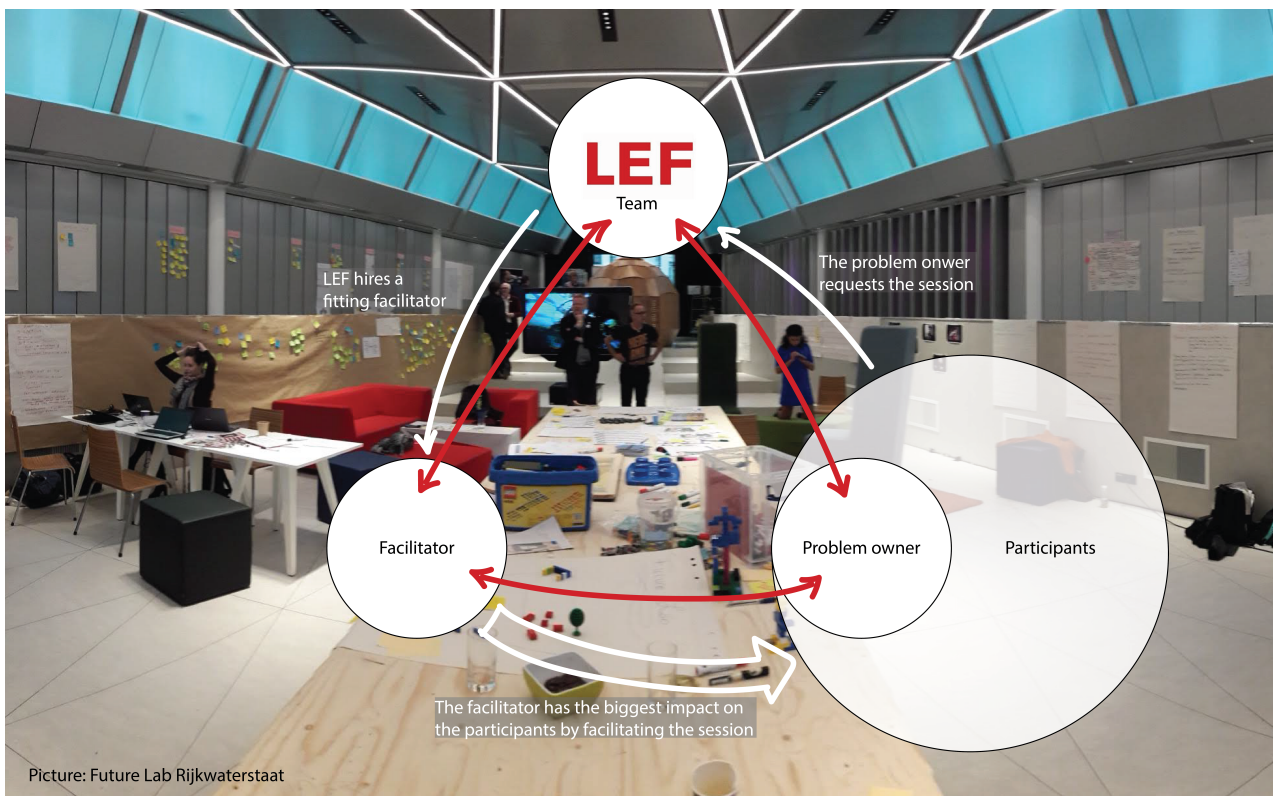 LEF
Team
LEF hires a
fitting facilitator
The problem onwer
requests the session
Facilitator
Problem owner
Participants
The facilitator has the biggest impact on
the participants by facilitating the session
Picture: Future Lab Rijkwaterstaat